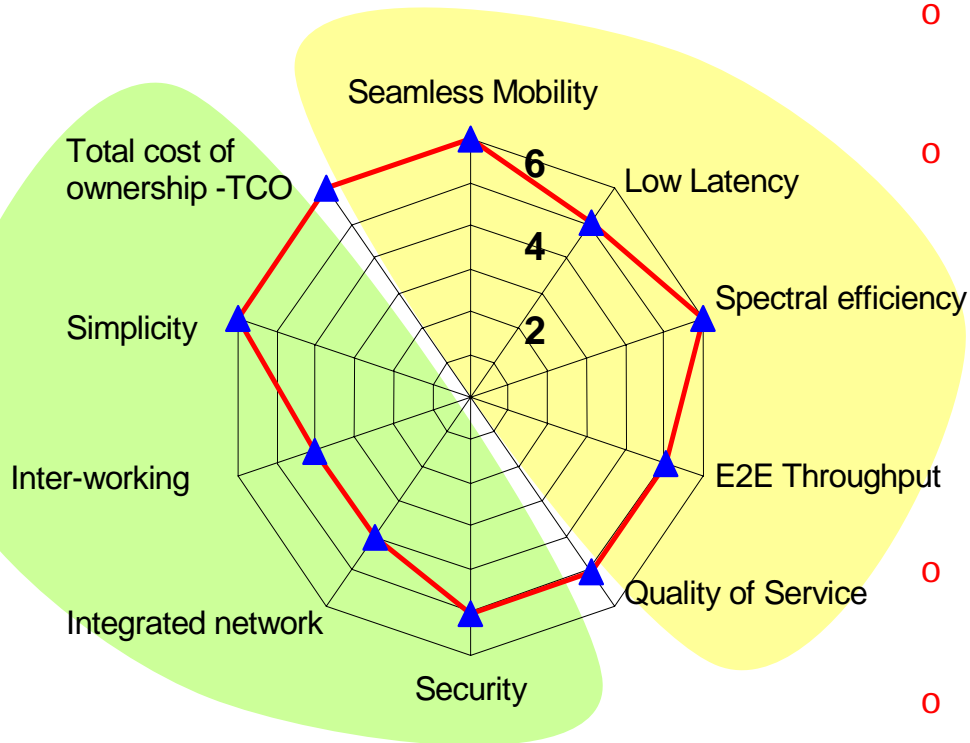 o
Seamless Mobility
Total cost of
ownership -TCO
o
6
Low Latency
4
Spectral efficiency
Simplicity
2
Inter-working
E2E Throughput
o
Quality of Service
Integrated network
Security
o